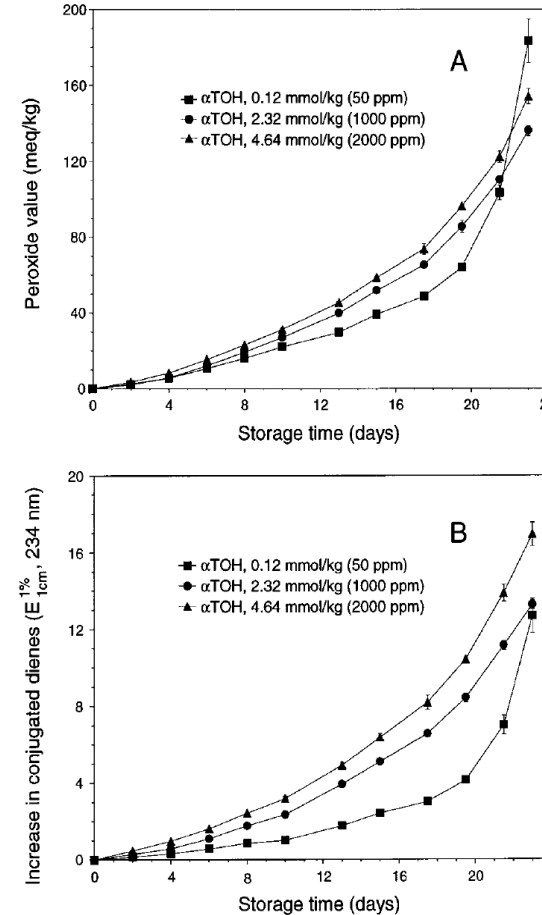 200
160
120
80
40
0
Peroxide value (meq/kg)
A
αTOH, 0.12 mmol/kg (50 ppm)
αTOH, 2.32 mmol/kg (1000 ppm)
αTOH, 4.64 mmol/kg (2000 ppm)
0 4 8 12 16 20
Storage time (days)
20
16
12
8
4
0
Increase in conjugated dienes (E 1% 1cm, 234 nm)
B
αTOH, 0.12 mmol/kg (50 ppm)
αTOH, 2.32 mmol/kg (1000 ppm)
αTOH, 4.64 mmol/kg (2000 ppm)
0 4 8 12 16 20
Storage time (days)